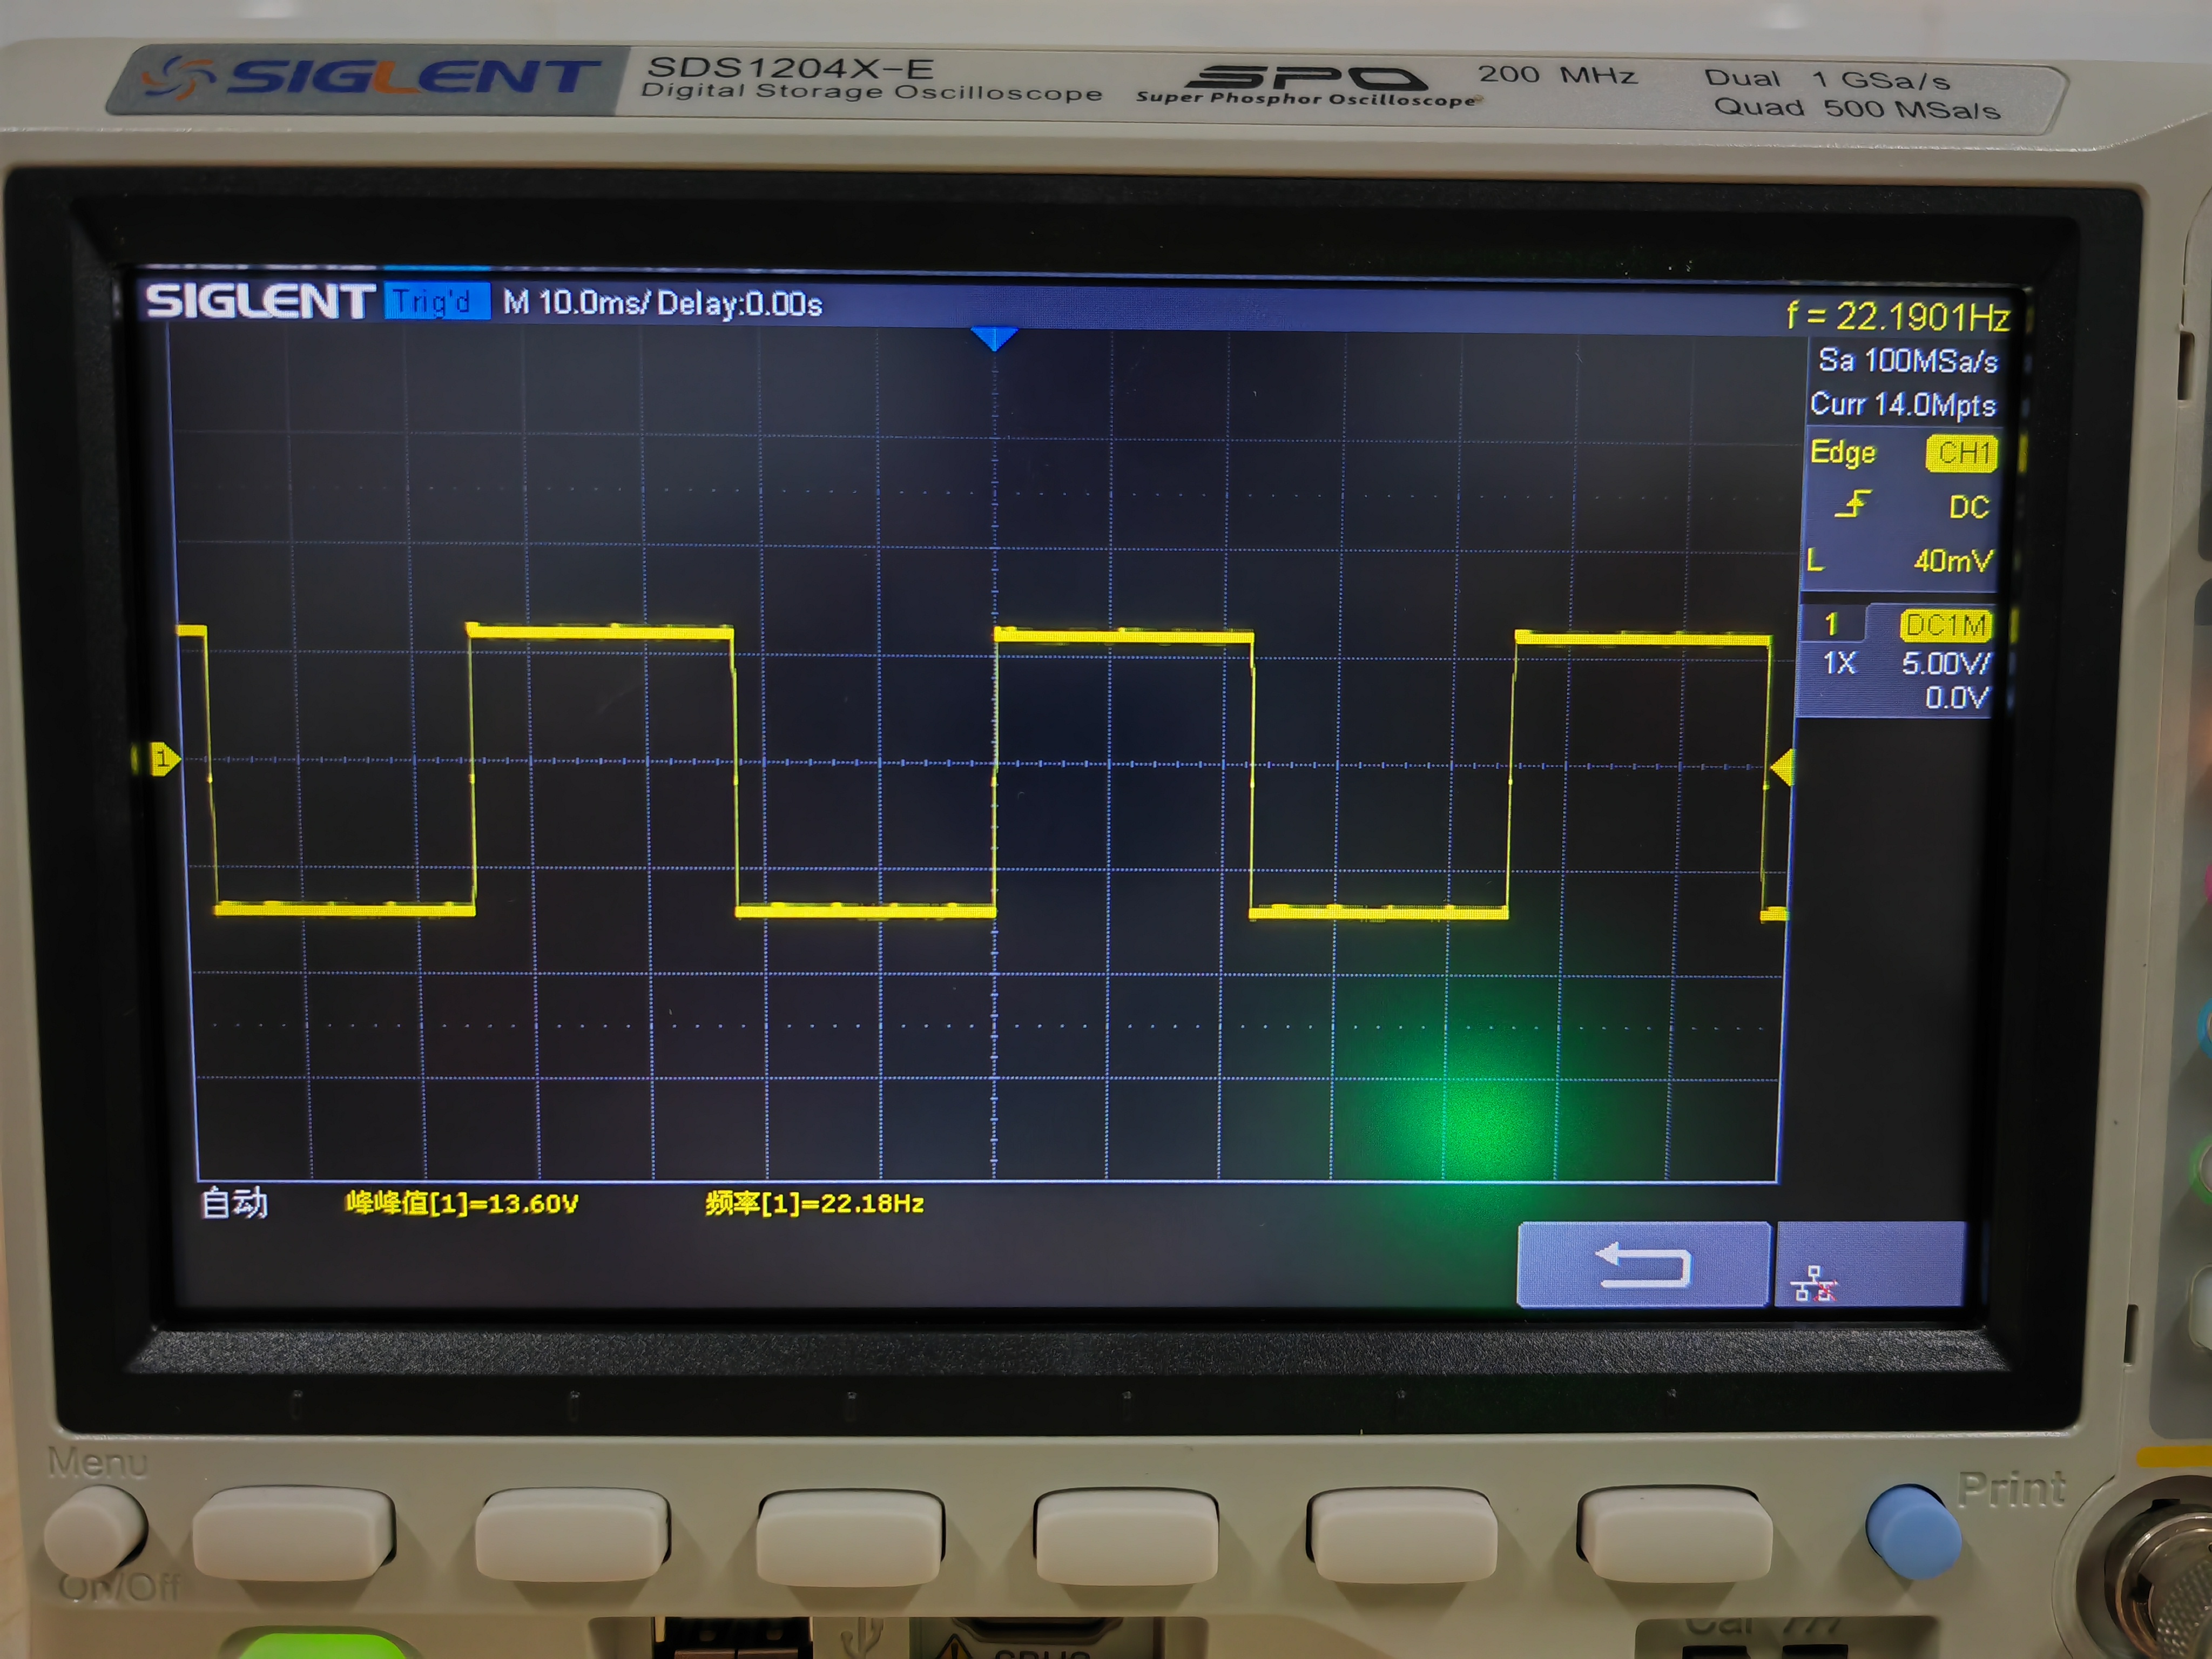 SIGLENT SDS1204X-E
Digital Storage Oscilloscope
SPO
Super Phosphor Oscilloscope
200 MHz
Dual 1 GSa/s
Quad 500 MSa/s
SIGLENT Trig'd M 10.0ms/ Delay:0.00s
f = 22.1901Hz
Sa 100MSa/s
Curr 14.0Mpts
Edge CH1
DC
L 40mV
1 DC1M
1X 5.00V/
0.0V
1
自动 峰峰值[1]=13.60V 频率[1]=22.18Hz
Menu
On/Off
Print
Cal